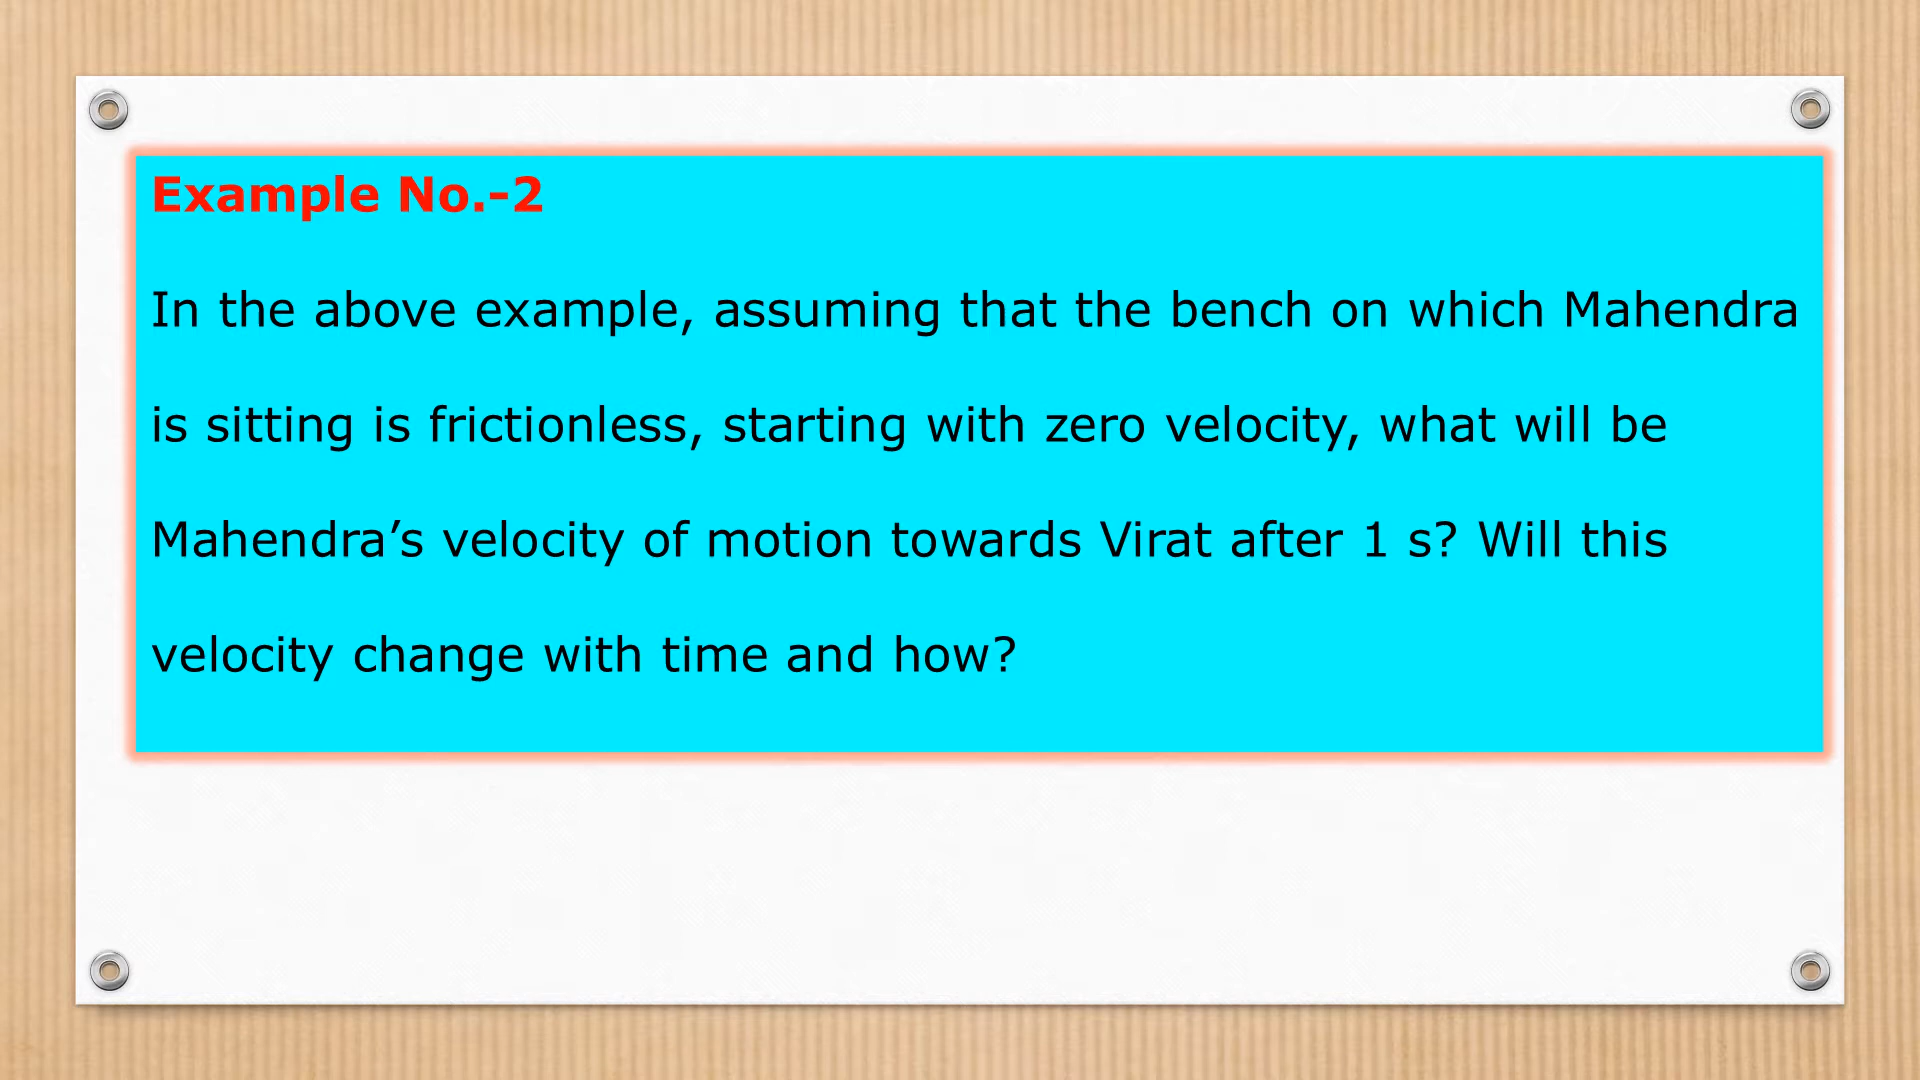 Example No.-2
In the above example, assuming that the bench on which Mahendra
is sitting is frictionless, starting with zero velocity, what will be
Mahendra’s velocity of motion towards Virat after 1 s? Will this
velocity change with time and how?